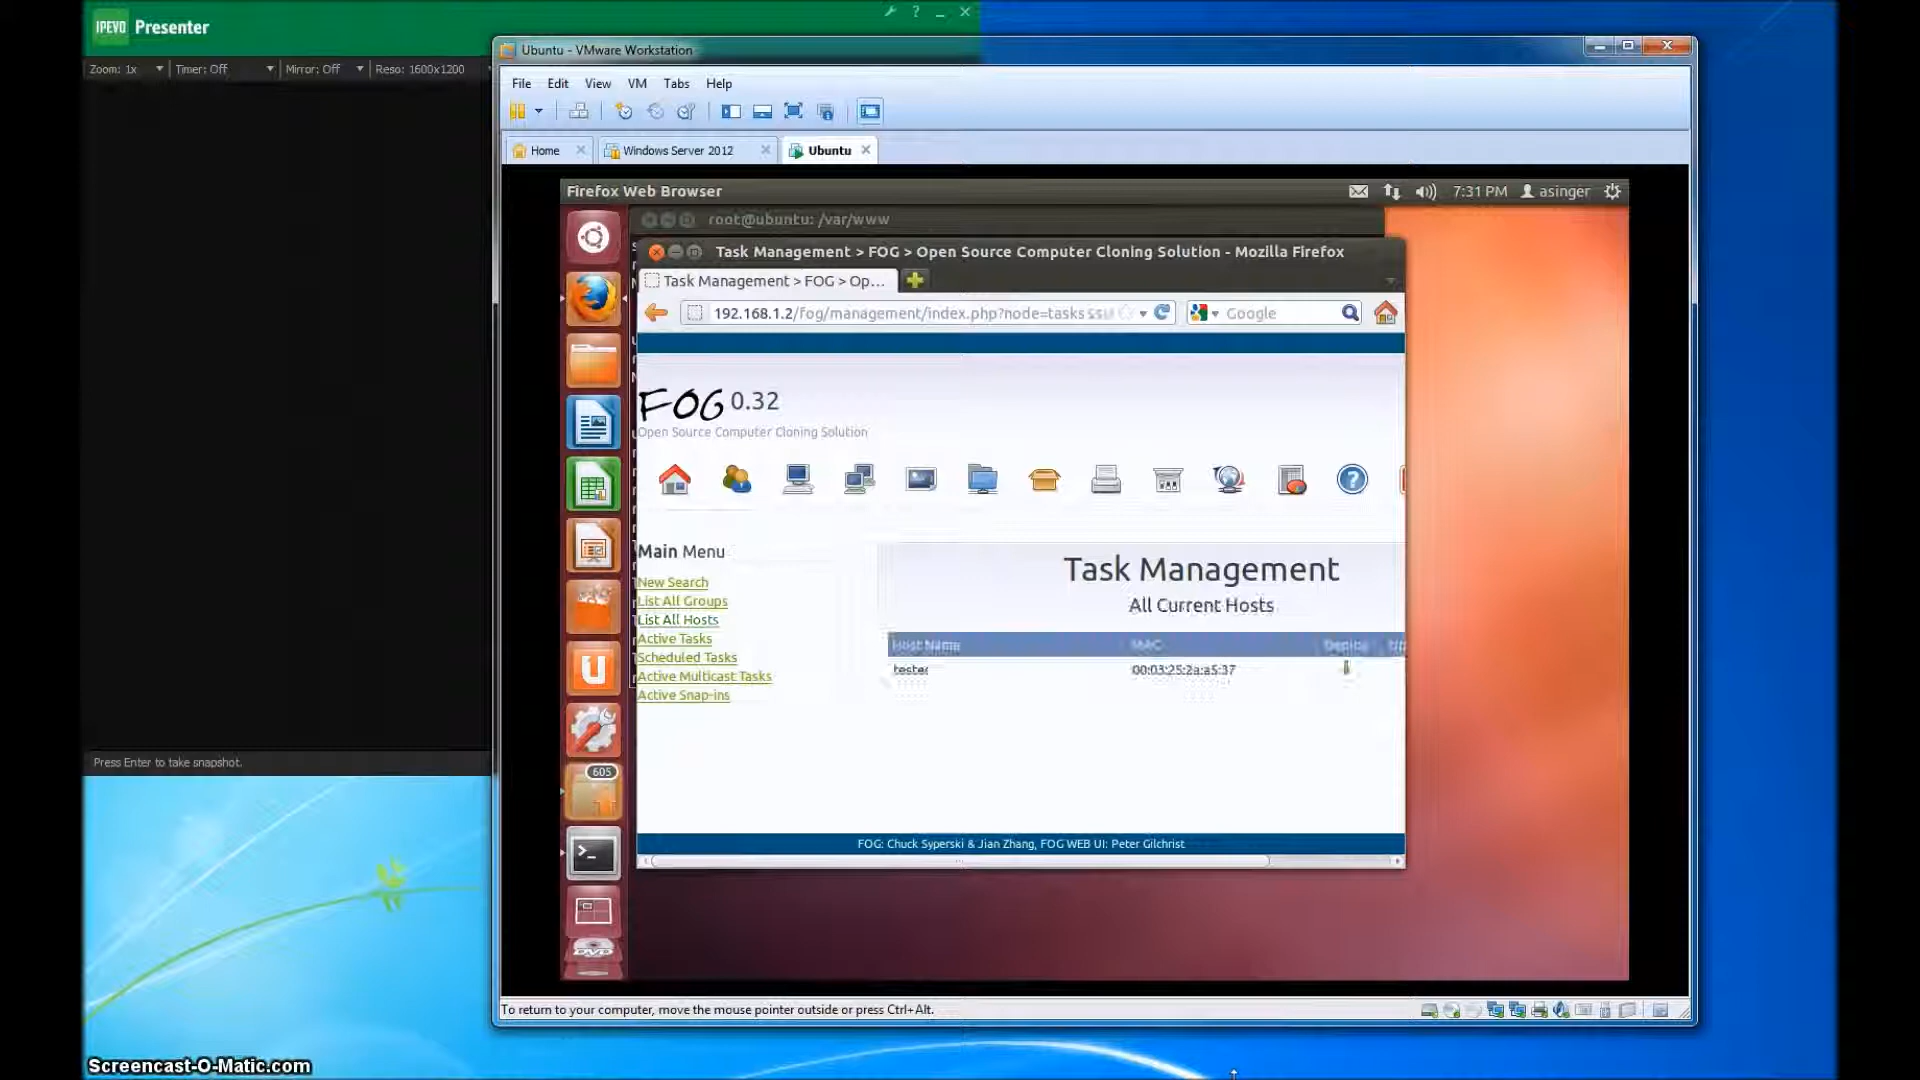 IPEVO Presenter
Zoom: 1x Timer: Off Mirror: Off Reso: 1600x1200
Ubuntu - VMware Workstation
File Edit View VM Tabs Help
Home Windows Server 2012 Ubuntu
Firefox Web Browser 7:31 PM asinger
root@ubuntu: /var/www
Task Management > FOG > Open Source Computer Cloning Solution - Mozilla Firefox
Task Management > FOG > Op...
192.168.1.2/fog/management/index.php?node=tasks Google
FOG 0.32
Open Source Computer Cloning Solution
Main Menu
New Search
List All Groups
List All Hosts
Active Tasks
Scheduled Tasks
Active Multicast Tasks
Active Snap-ins
Task Management
All Current Hosts
Host Name MAC Deploy
tester 00:03:25:2a:a5:37
605
FOG: Chuck Syperski & Jian Zhang, FOG WEB UI: Peter Gilchrist
Press Enter to take snapshot.
To return to your computer, move the mouse pointer outside or press Ctrl+Alt.
Screencast-O-Matic.com